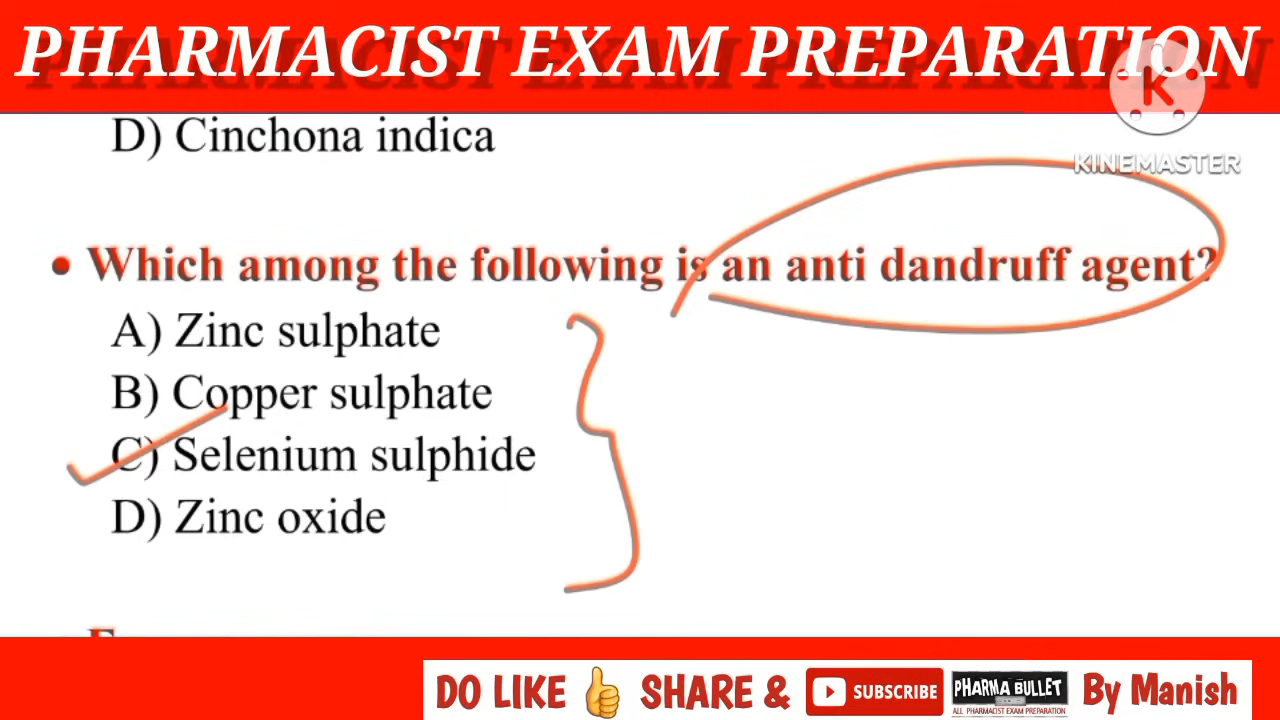 PHARMACIST EXAM PREPARATION
K
KINEMASTER
D) Cinchona indica
• Which among the following is an anti dandruff agent?
A) Zinc sulphate
B) Copper sulphate
C) Selenium sulphide
D) Zinc oxide
DO LIKE 👍 SHARE & SUBSCRIBE PHARMA BULLET By Manish
ALL PHARMACIST EXAM PREPARATION